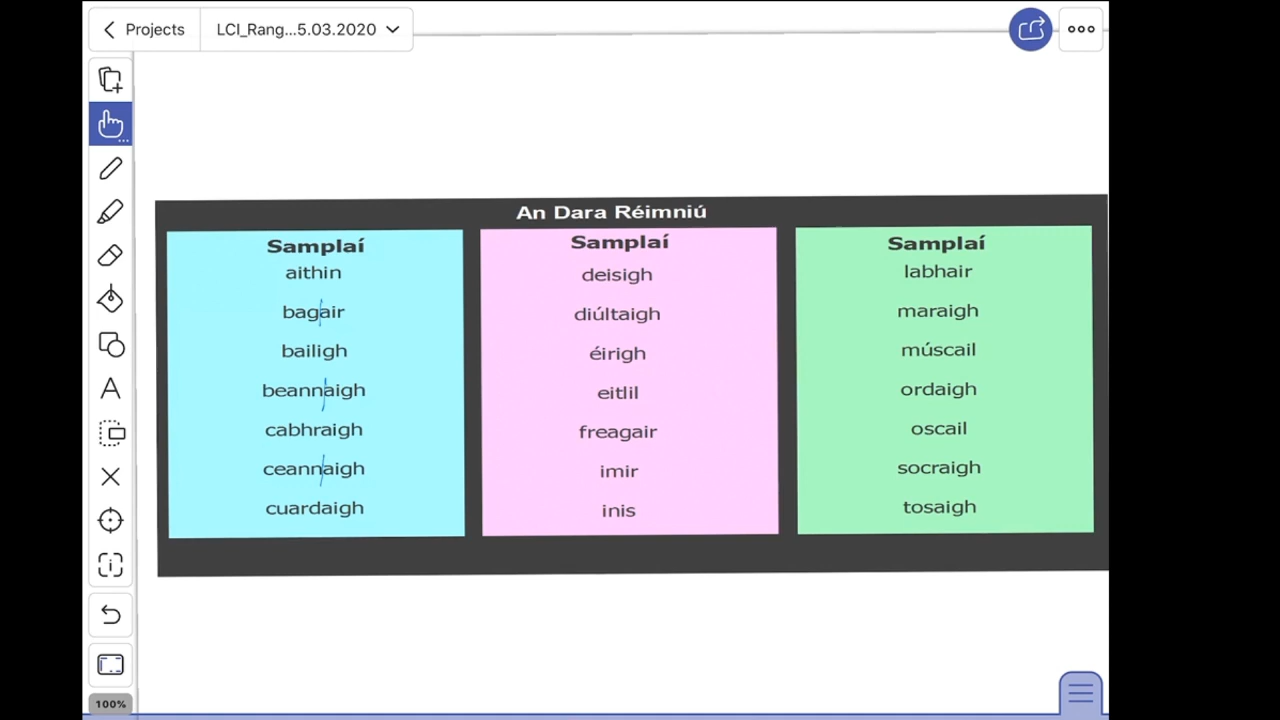 Projects
LCI_Rang...5.03.2020
An Dara Réimniú
Samplaí
aithin
bagair
bailigh
beannaigh
cabhraigh
ceannaigh
cuardaigh
Samplaí
deisigh
diúltaigh
éirigh
eitlil
freagair
imir
inis
Samplaí
labhair
maraigh
múscail
ordaigh
oscail
socraigh
tosaigh
100%